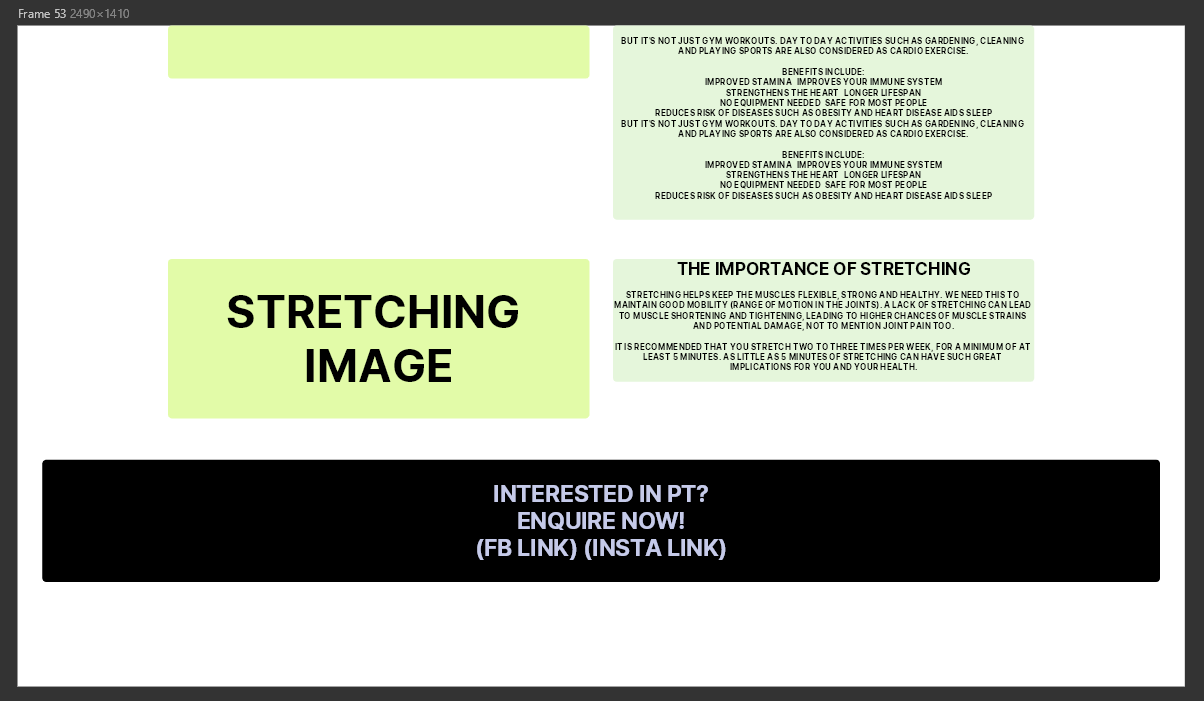 Frame 53 2490×1410
BUT IT'S NOT JUST GYM WORKOUTS. DAY TO DAY ACTIVITIES SUCH AS GARDENING, CLEANING
AND PLAYING SPORTS ARE ALSO CONSIDERED AS CARDIO EXERCISE.
BENEFITS INCLUDE:
IMPROVED STAMINA  IMPROVES YOUR IMMUNE SYSTEM
STRENGTHENS THE HEART  LONGER LIFESPAN
NO EQUIPMENT NEEDED  SAFE FOR MOST PEOPLE
REDUCES RISK OF DISEASES SUCH AS OBESITY AND HEART DISEASE AIDS SLEEP
BUT IT'S NOT JUST GYM WORKOUTS. DAY TO DAY ACTIVITIES SUCH AS GARDENING, CLEANING
AND PLAYING SPORTS ARE ALSO CONSIDERED AS CARDIO EXERCISE.
BENEFITS INCLUDE:
IMPROVED STAMINA  IMPROVES YOUR IMMUNE SYSTEM
STRENGTHENS THE HEART  LONGER LIFESPAN
NO EQUIPMENT NEEDED  SAFE FOR MOST PEOPLE
REDUCES RISK OF DISEASES SUCH AS OBESITY AND HEART DISEASE AIDS SLEEP
STRETCHING
IMAGE
THE IMPORTANCE OF STRETCHING
STRETCHING HELPS KEEP THE MUSCLES FLEXIBLE, STRONG AND HEALTHY. WE NEED THIS TO
MAINTAIN GOOD MOBILITY (RANGE OF MOTION IN THE JOINTS). A LACK OF STRETCHING CAN LEAD
TO MUSCLE SHORTENING AND TIGHTENING, LEADING TO HIGHER CHANCES OF MUSCLE STRAINS
AND POTENTIAL DAMAGE, NOT TO MENTION JOINT PAIN TOO.
IT IS RECOMMENDED THAT YOU STRETCH TWO TO THREE TIMES PER WEEK, FOR A MINIMUM OF AT
LEAST 5 MINUTES. AS LITTLE AS 5 MINUTES OF STRETCHING CAN HAVE SUCH GREAT
IMPLICATIONS FOR YOU AND YOUR HEALTH.
INTERESTED IN PT?
ENQUIRE NOW!
(FB LINK) (INSTA LINK)